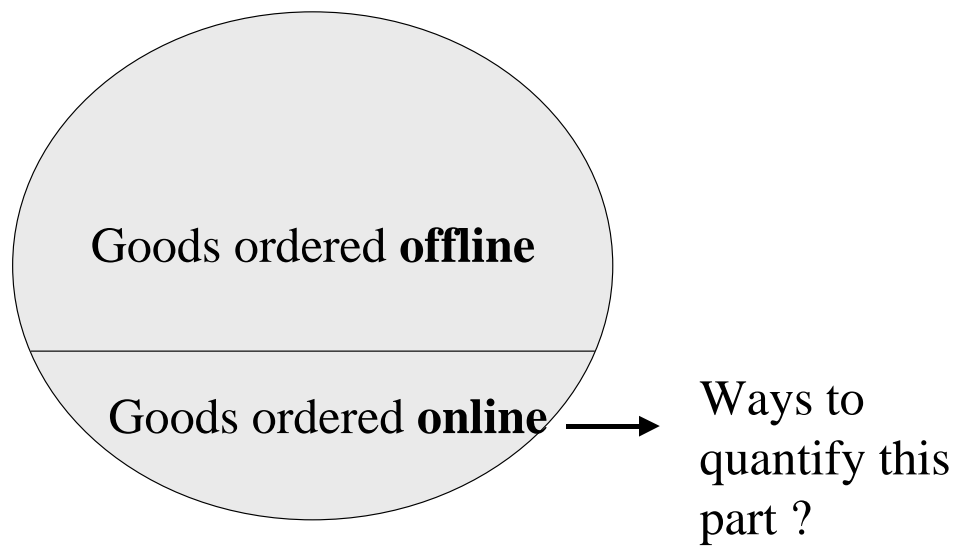 Goods ordered offline
Goods ordered online
Ways to
quantify this
part ?